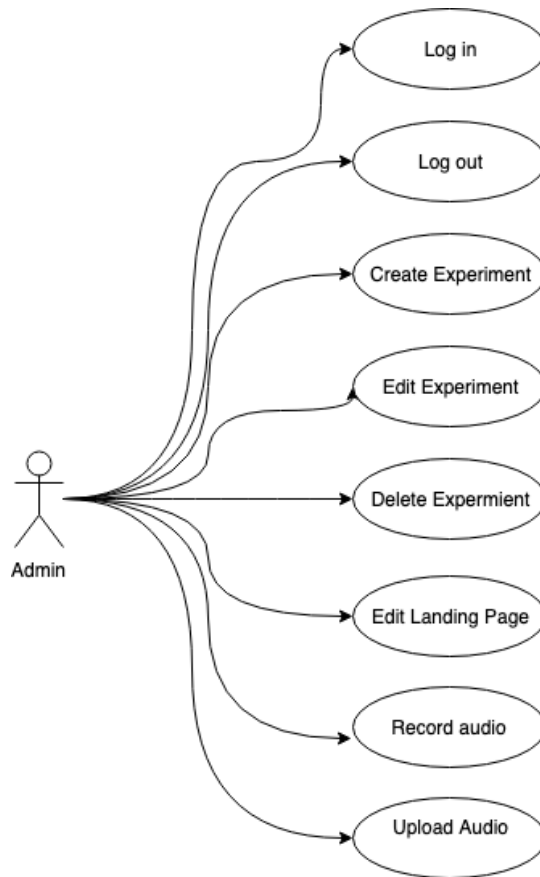 Log in
Log out
Create Experiment
Edit Experiment
Delete Expermient
Admin
Edit Landing Page
Record audio
Upload Audio